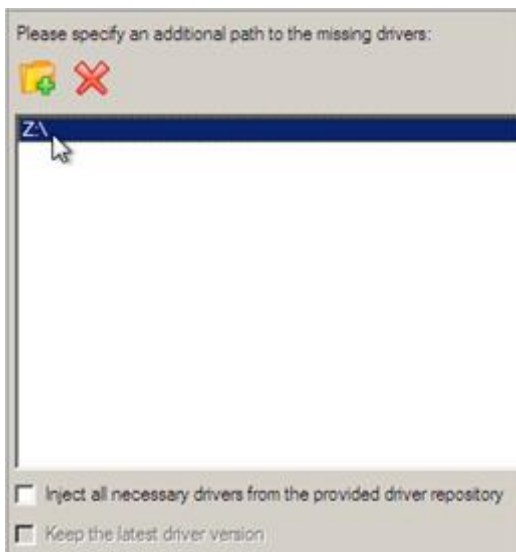 Please specify an additional path to the missing drivers:
Z:\
Inject all necessary drivers from the provided driver repository
Keep the latest driver version